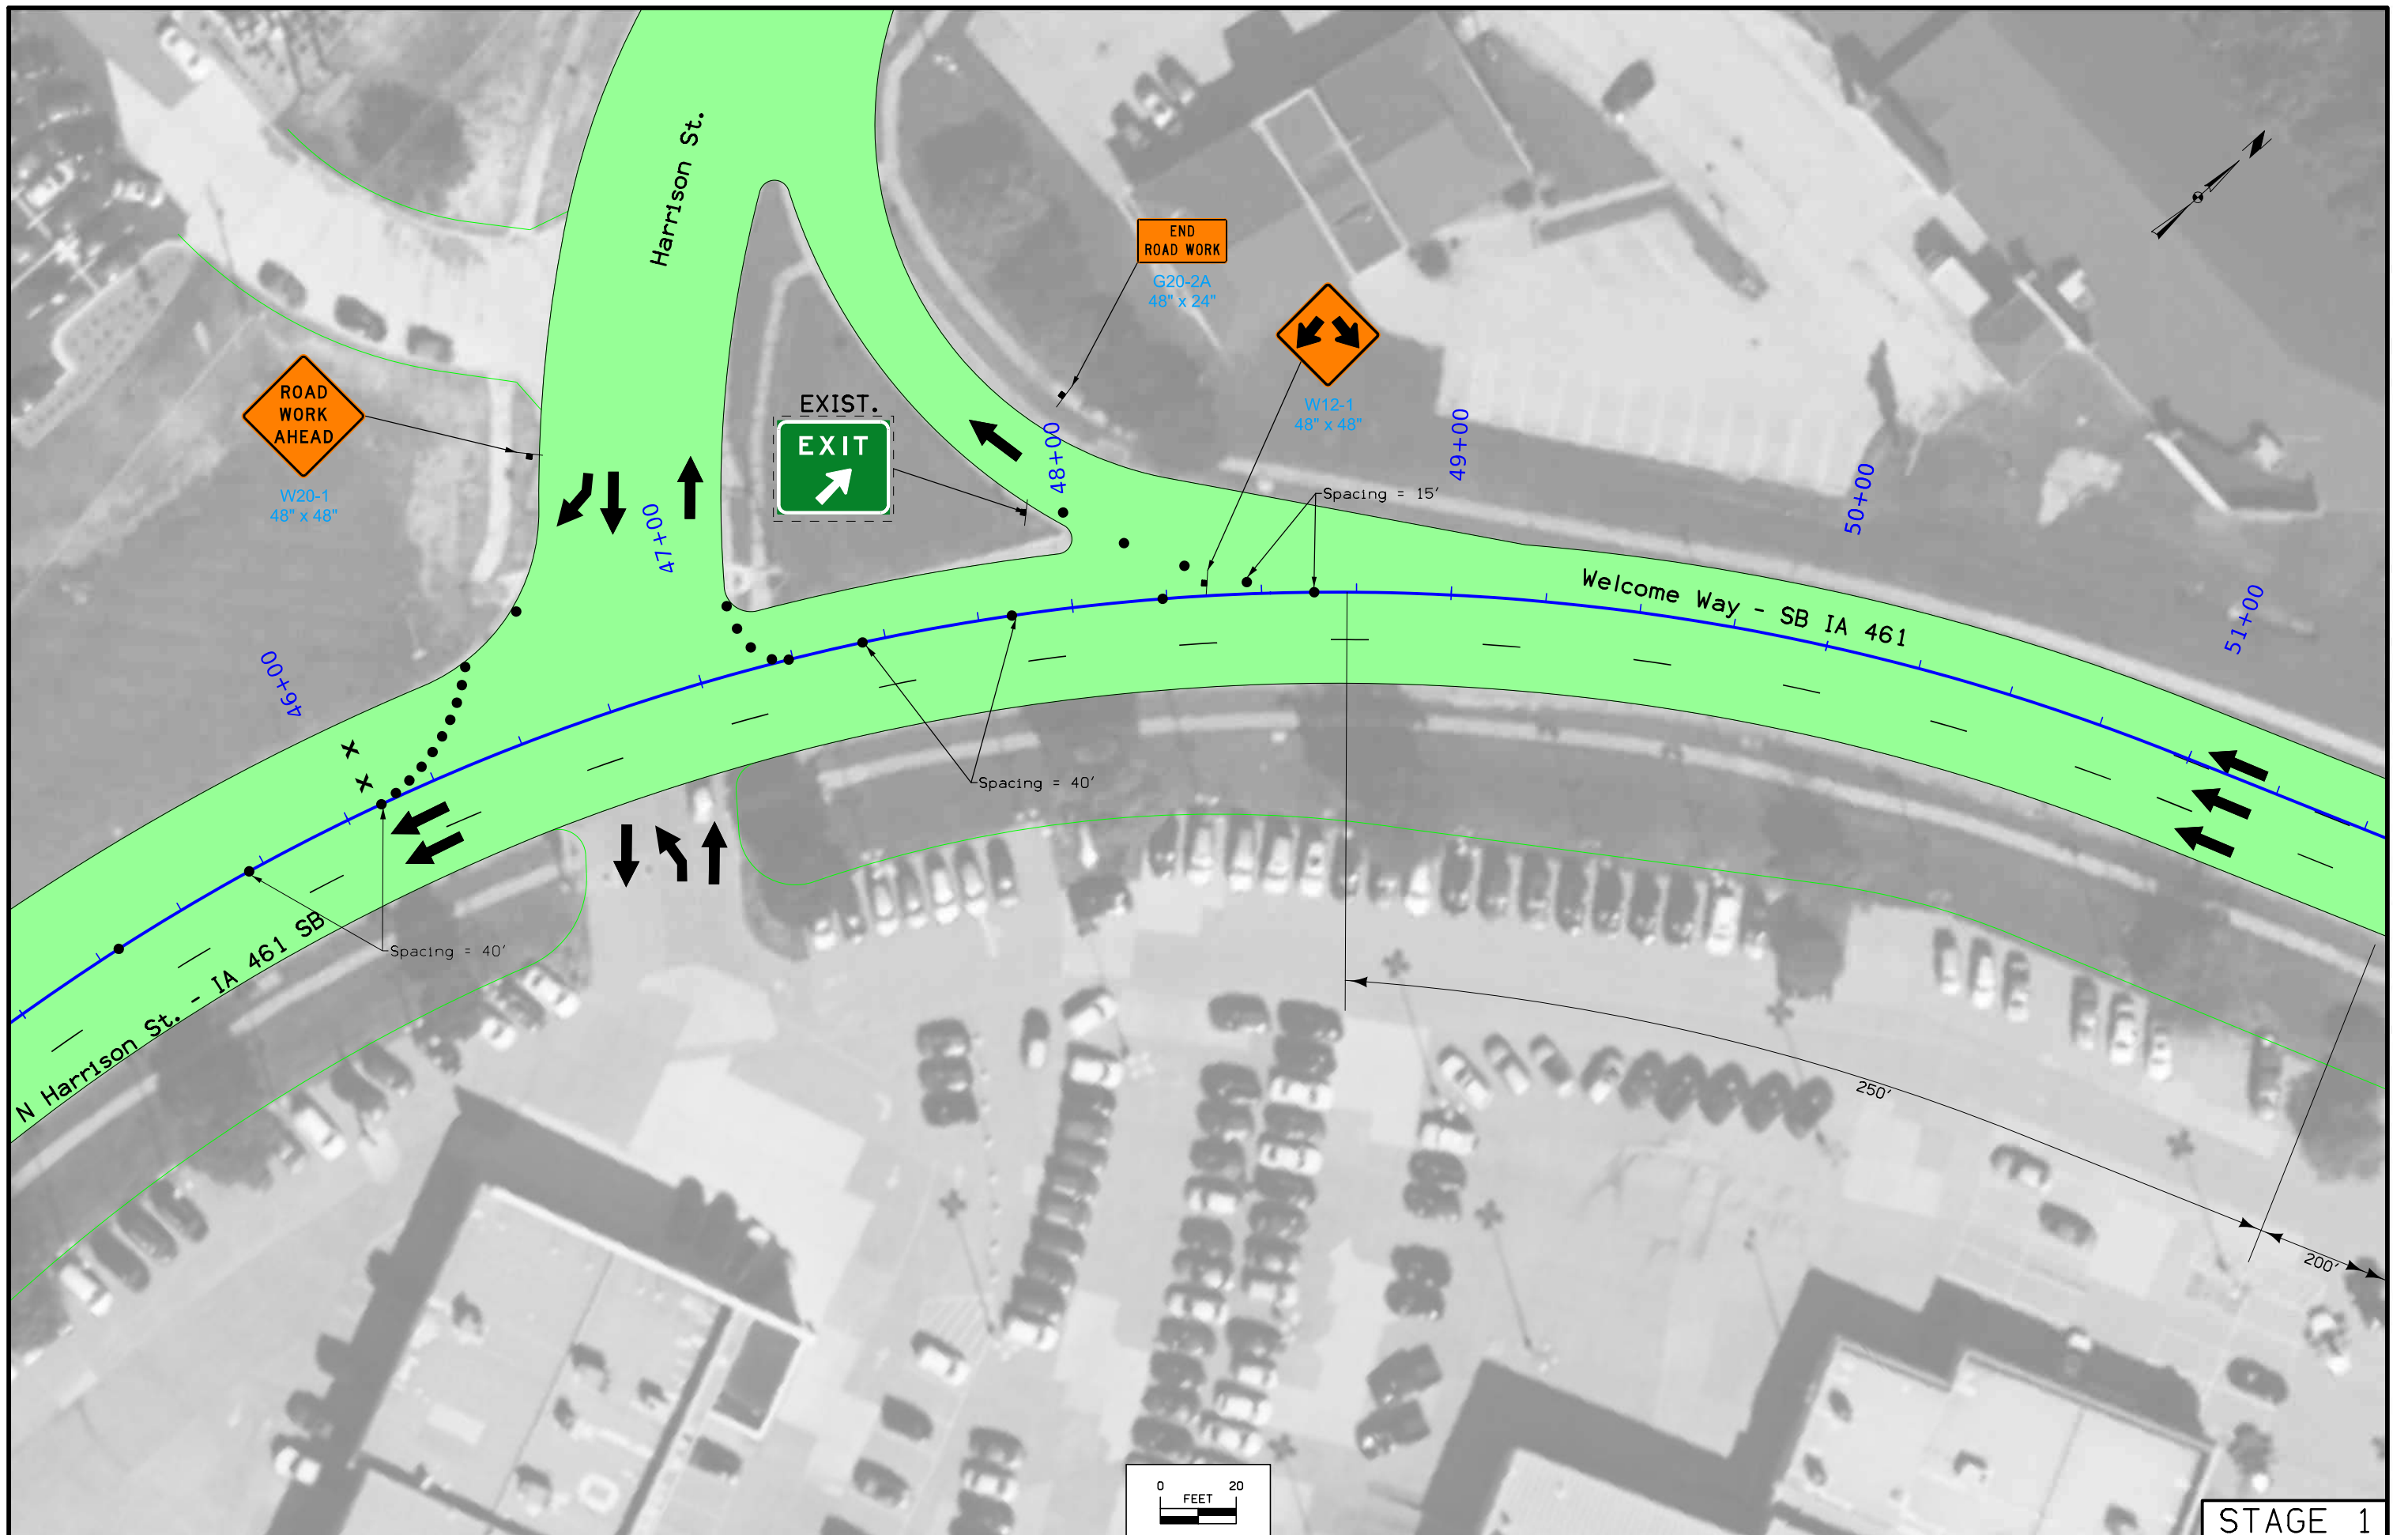 Harrison St.
END
ROAD WORK
G20-2A
48" x 24"
W12-1
48" x 48"
ROAD
WORK
AHEAD
W20-1
48" x 48"
EXIST.
EXIT
48+00
49+00
50+00
51+00
47+00
46+00
Spacing = 15'
Welcome Way - SB IA 461
Spacing = 40'
Spacing = 40'
N Harrison St. - IA 461 SB
250'
200'
0 20
FEET
STAGE 1
N